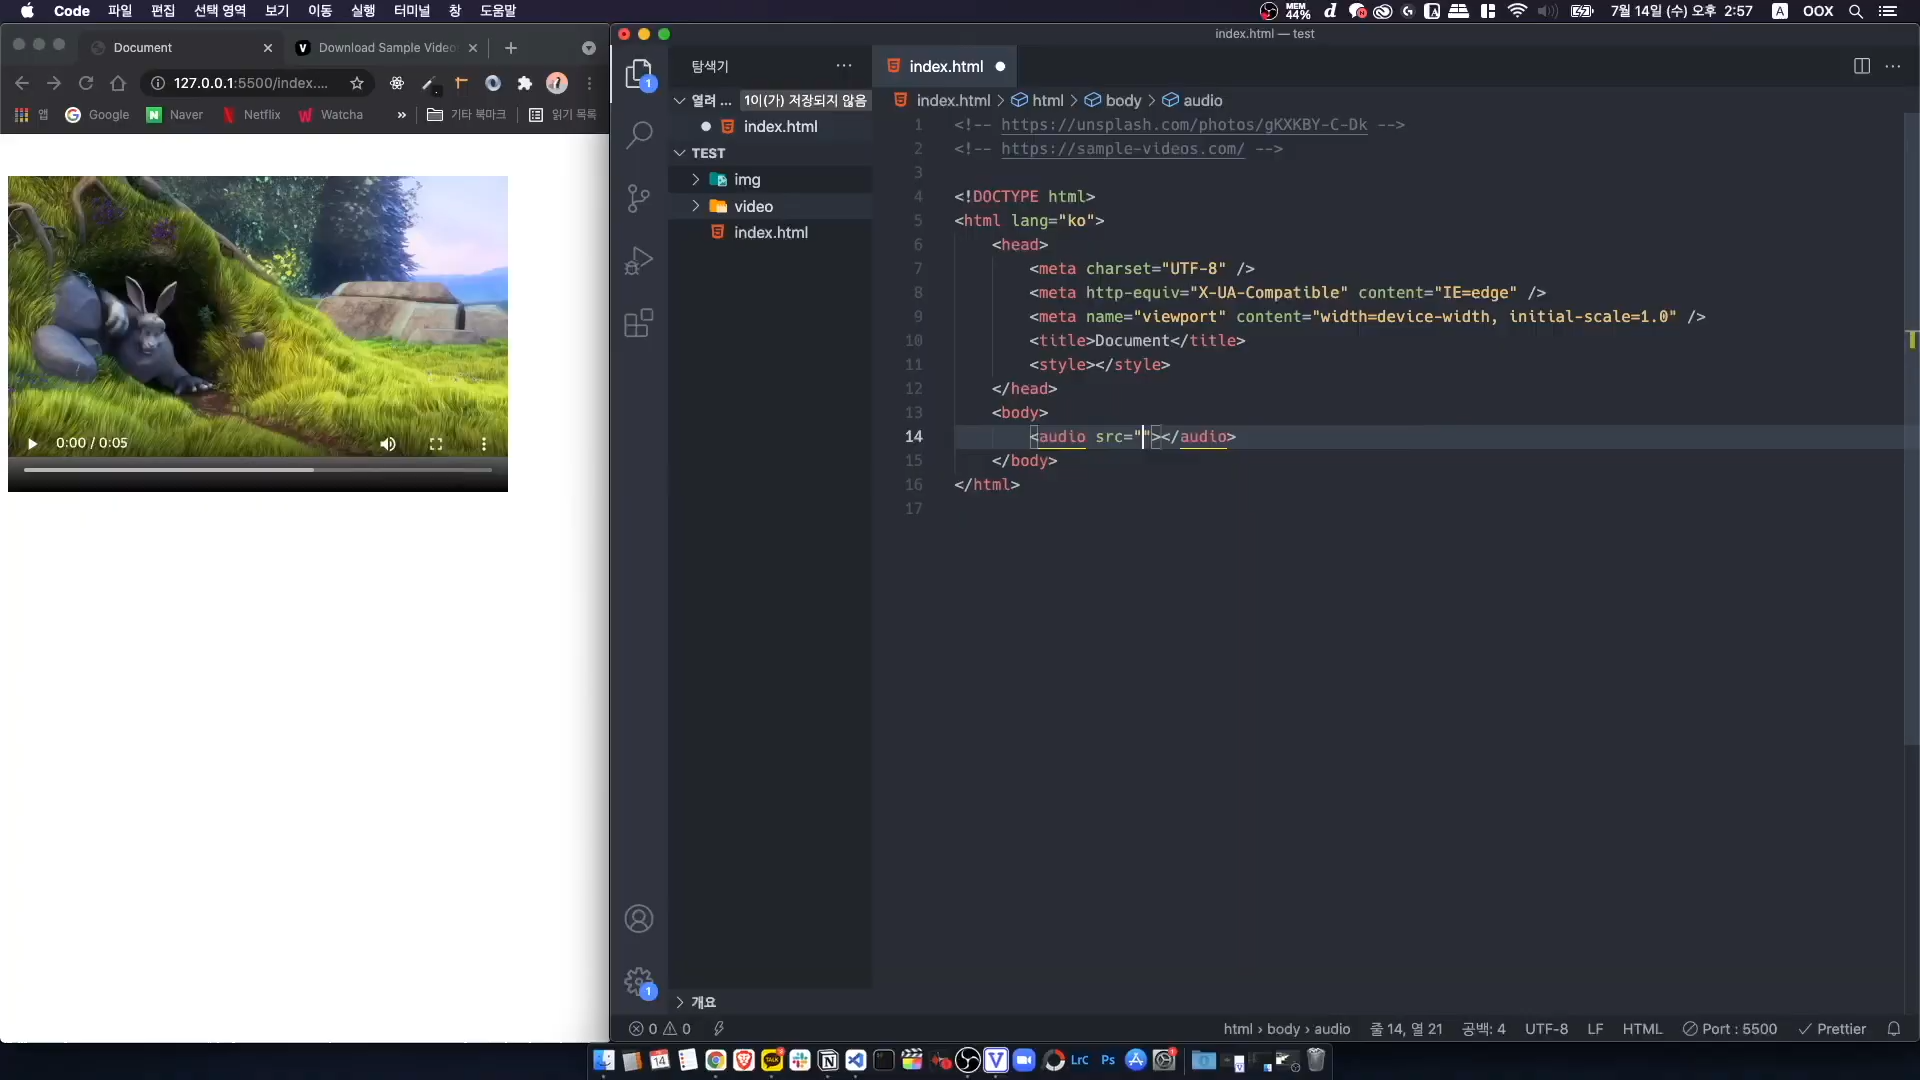 Code 파일 편집 선택 영역 보기 이동 실행 터미널 창 도움말
MEM 44% 7월 14일 (수) 오후 2:57 A OOX
Document
Download Sample Video
127.0.0.1:5500/index....
앱 Google Naver Netflix Watcha » 기타 북마크 읽기 목록
0:00 / 0:05
index.html — test
탐색기
열려 ... 1이(가) 저장되지 않음
index.html
TEST
img
video
index.html
개요
index.html
index.html > html > body > audio
1 <!-- https://unsplash.com/photos/gKXKBY-C-Dk -->
2 <!-- https://sample-videos.com/ -->
3
4 <!DOCTYPE html>
5 <html lang="ko">
6 <head>
7 <meta charset="UTF-8" />
8 <meta http-equiv="X-UA-Compatible" content="IE=edge" />
9 <meta name="viewport" content="width=device-width, initial-scale=1.0" />
10 <title>Document</title>
11 <style></style>
12 </head>
13 <body>
14 <audio src=""></audio>
15 </body>
16 </html>
17
0 0 html › body › audio 줄 14, 열 21 공백: 4 UTF-8 LF HTML Port : 5500 Prettier
14 TALK N V LrC Ps